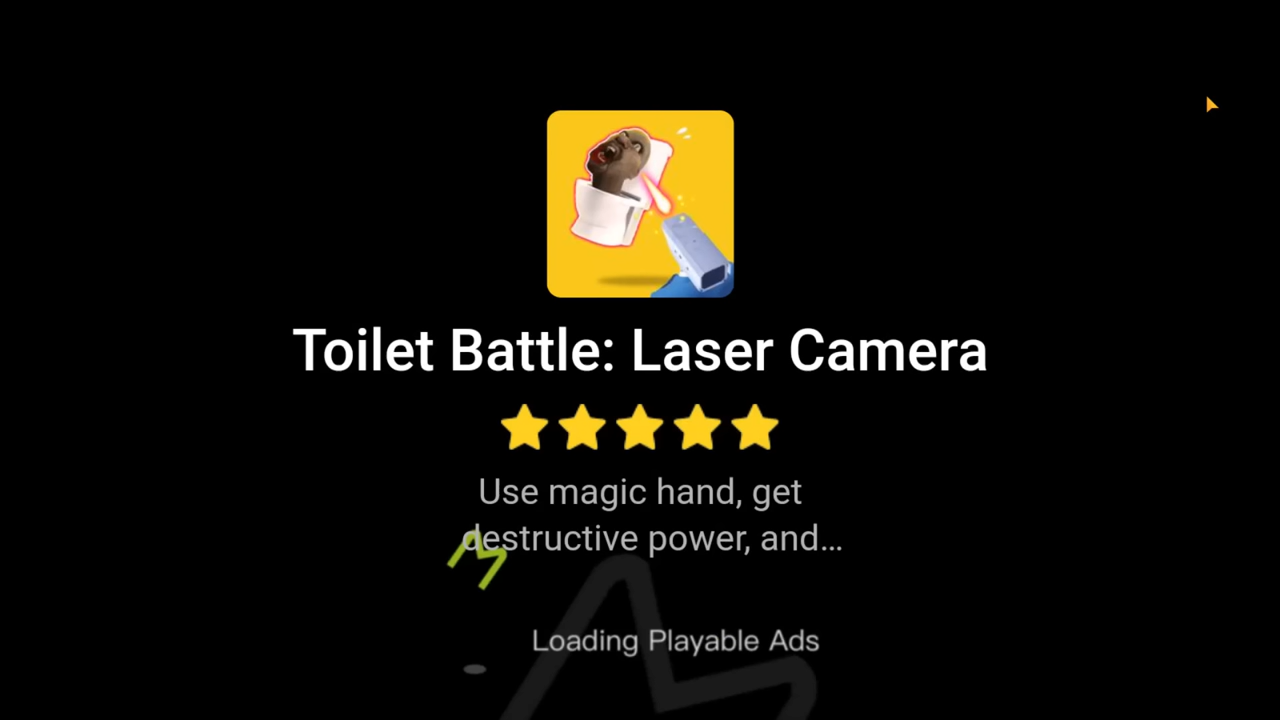 Toilet Battle: Laser Camera
Use magic hand, get
destructive power, and...
Loading Playable Ads